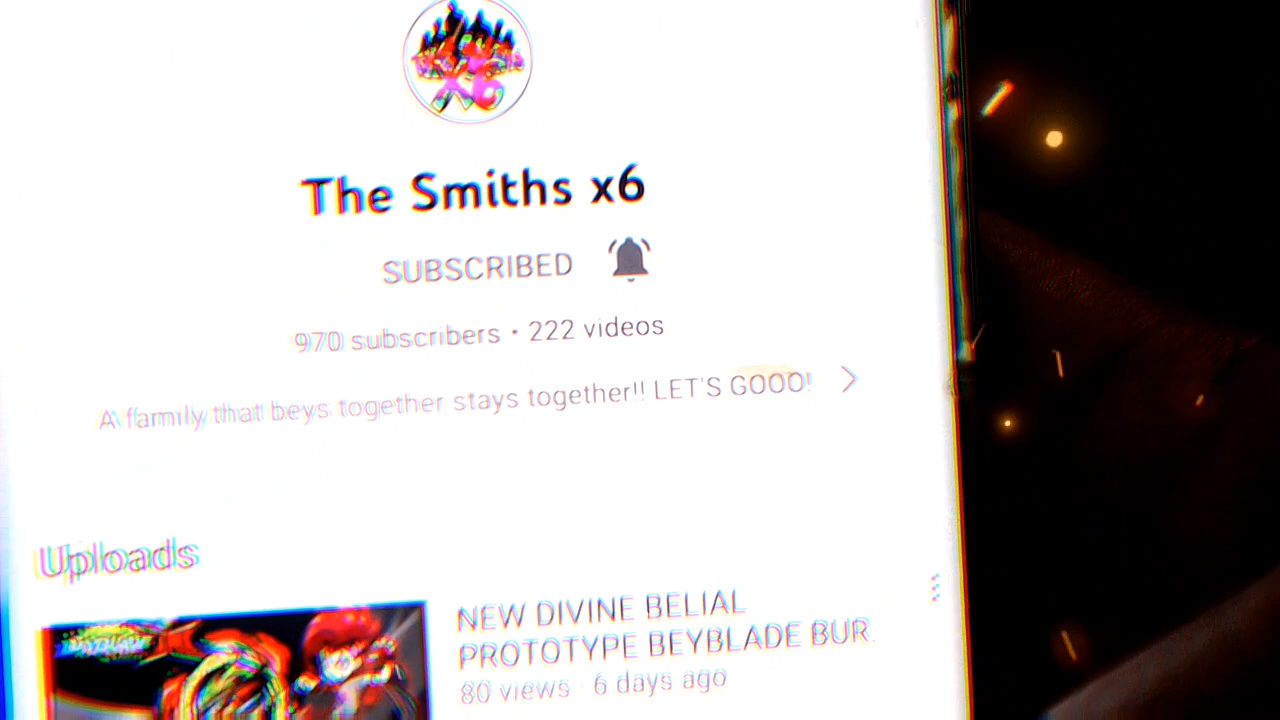 x6
The Smiths x6
SUBSCRIBED
970 subscribers · 222 videos
A family that beys together stays together!! LET'S GOOO!
Uploads
NEW DIVINE BELIAL
PROTOTYPE BEYBLADE BUR.
80 views · 6 days ago